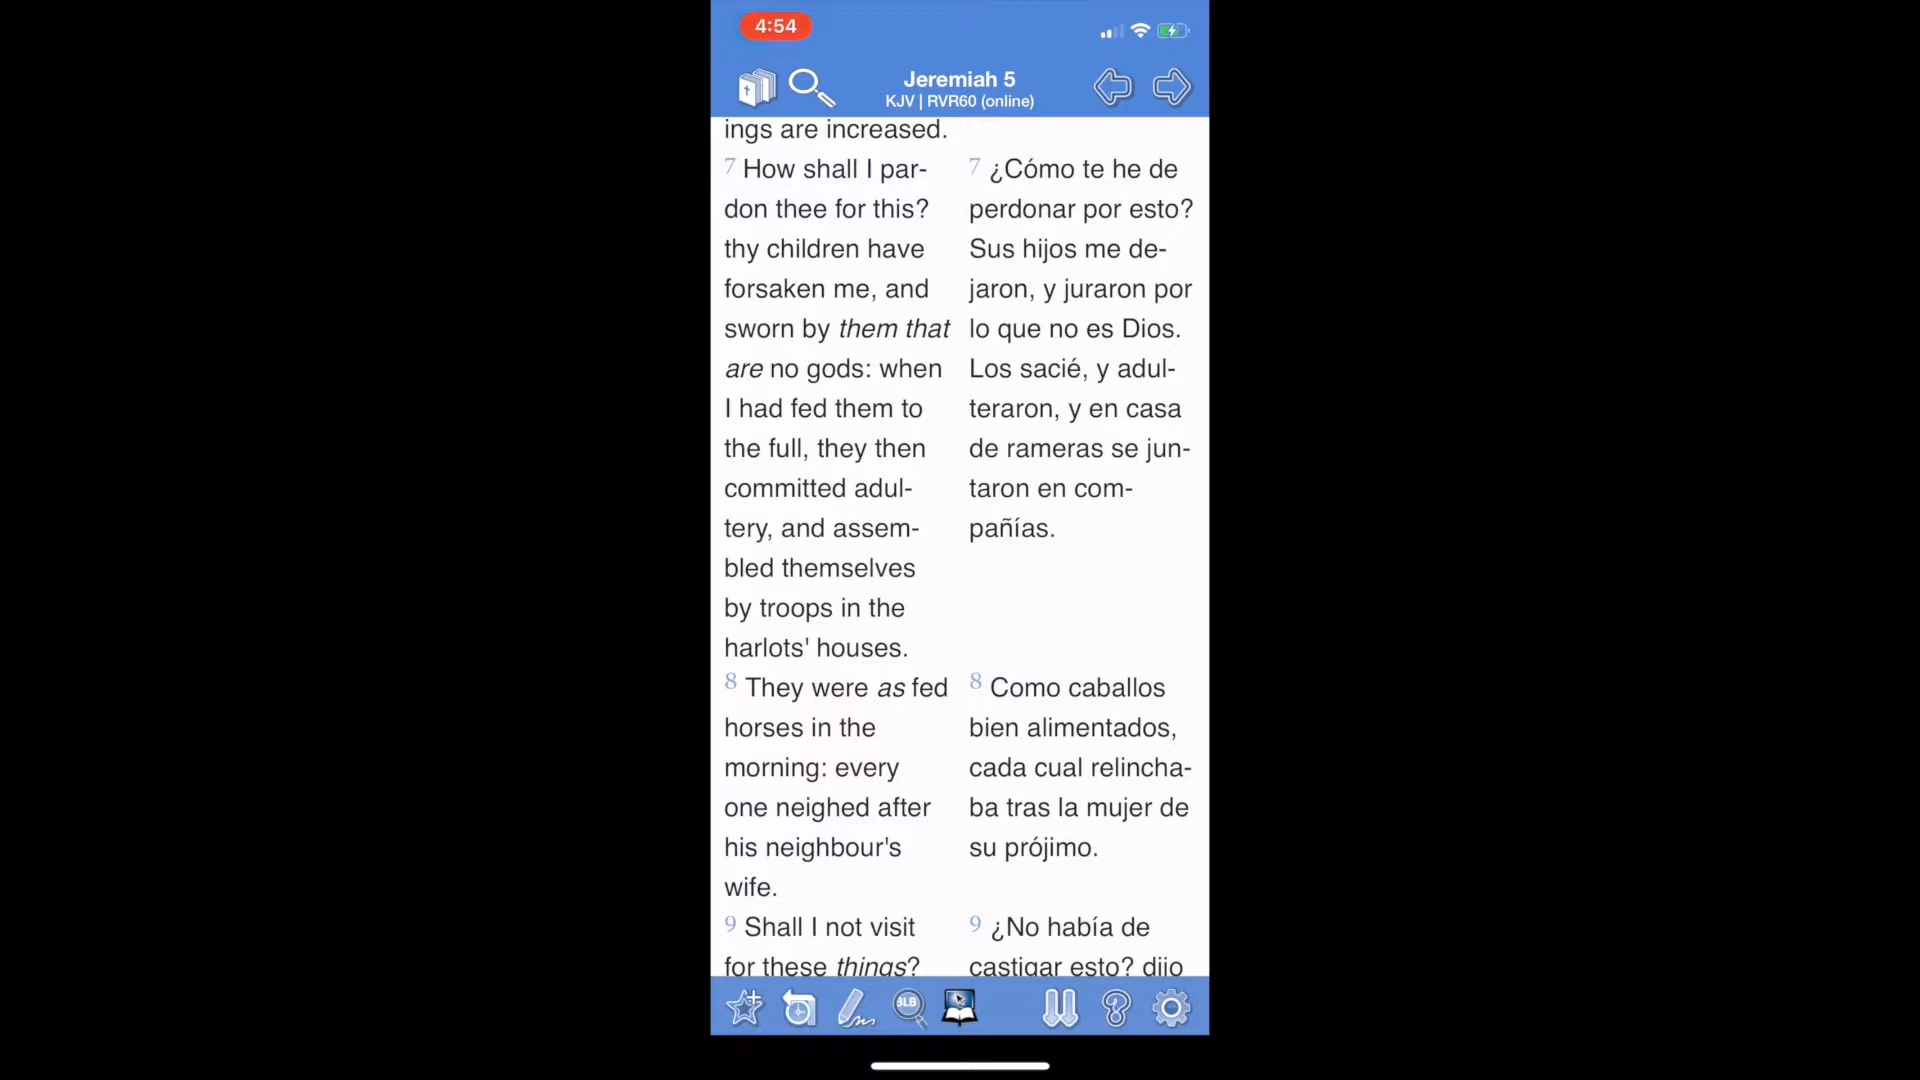 4:54
Jeremiah 5
KJV | RVR60 (online)
ings are increased.
7 How shall I par-
don thee for this?
thy children have
forsaken me, and
sworn by them that
are no gods: when
I had fed them to
the full, they then
committed adul-
tery, and assem-
bled themselves
by troops in the
harlots' houses.
7 ¿Cómo te he de
perdonar por esto?
Sus hijos me de-
jaron, y juraron por
lo que no es Dios.
Los sacié, y adul-
teraron, y en casa
de rameras se jun-
taron en com-
pañías.
8 They were as fed
horses in the
morning: every
one neighed after
his neighbour's
wife.
8 Como caballos
bien alimentados,
cada cual relincha-
ba tras la mujer de
su prójimo.
9 Shall I not visit
for these things?
9 ¿No había de
castigar esto? dijo
BLB